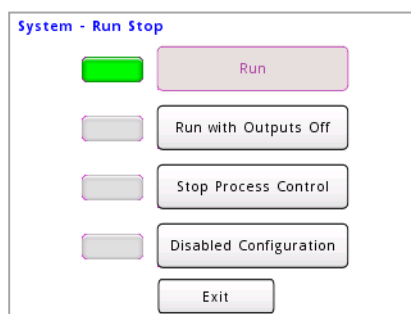 System - Run Stop
Run
Run with Outputs Off
Stop Process Control
Disabled Configuration
Exit